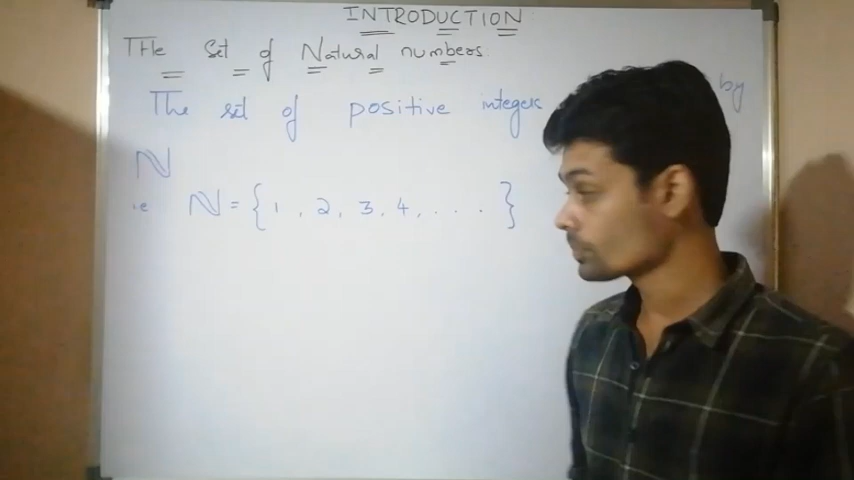 INTRODUCTION
THe Set of Natural numbers
The set of positive integers by
ℕ
ie ℕ = { 1 , 2 , 3 , 4 , . . . . }